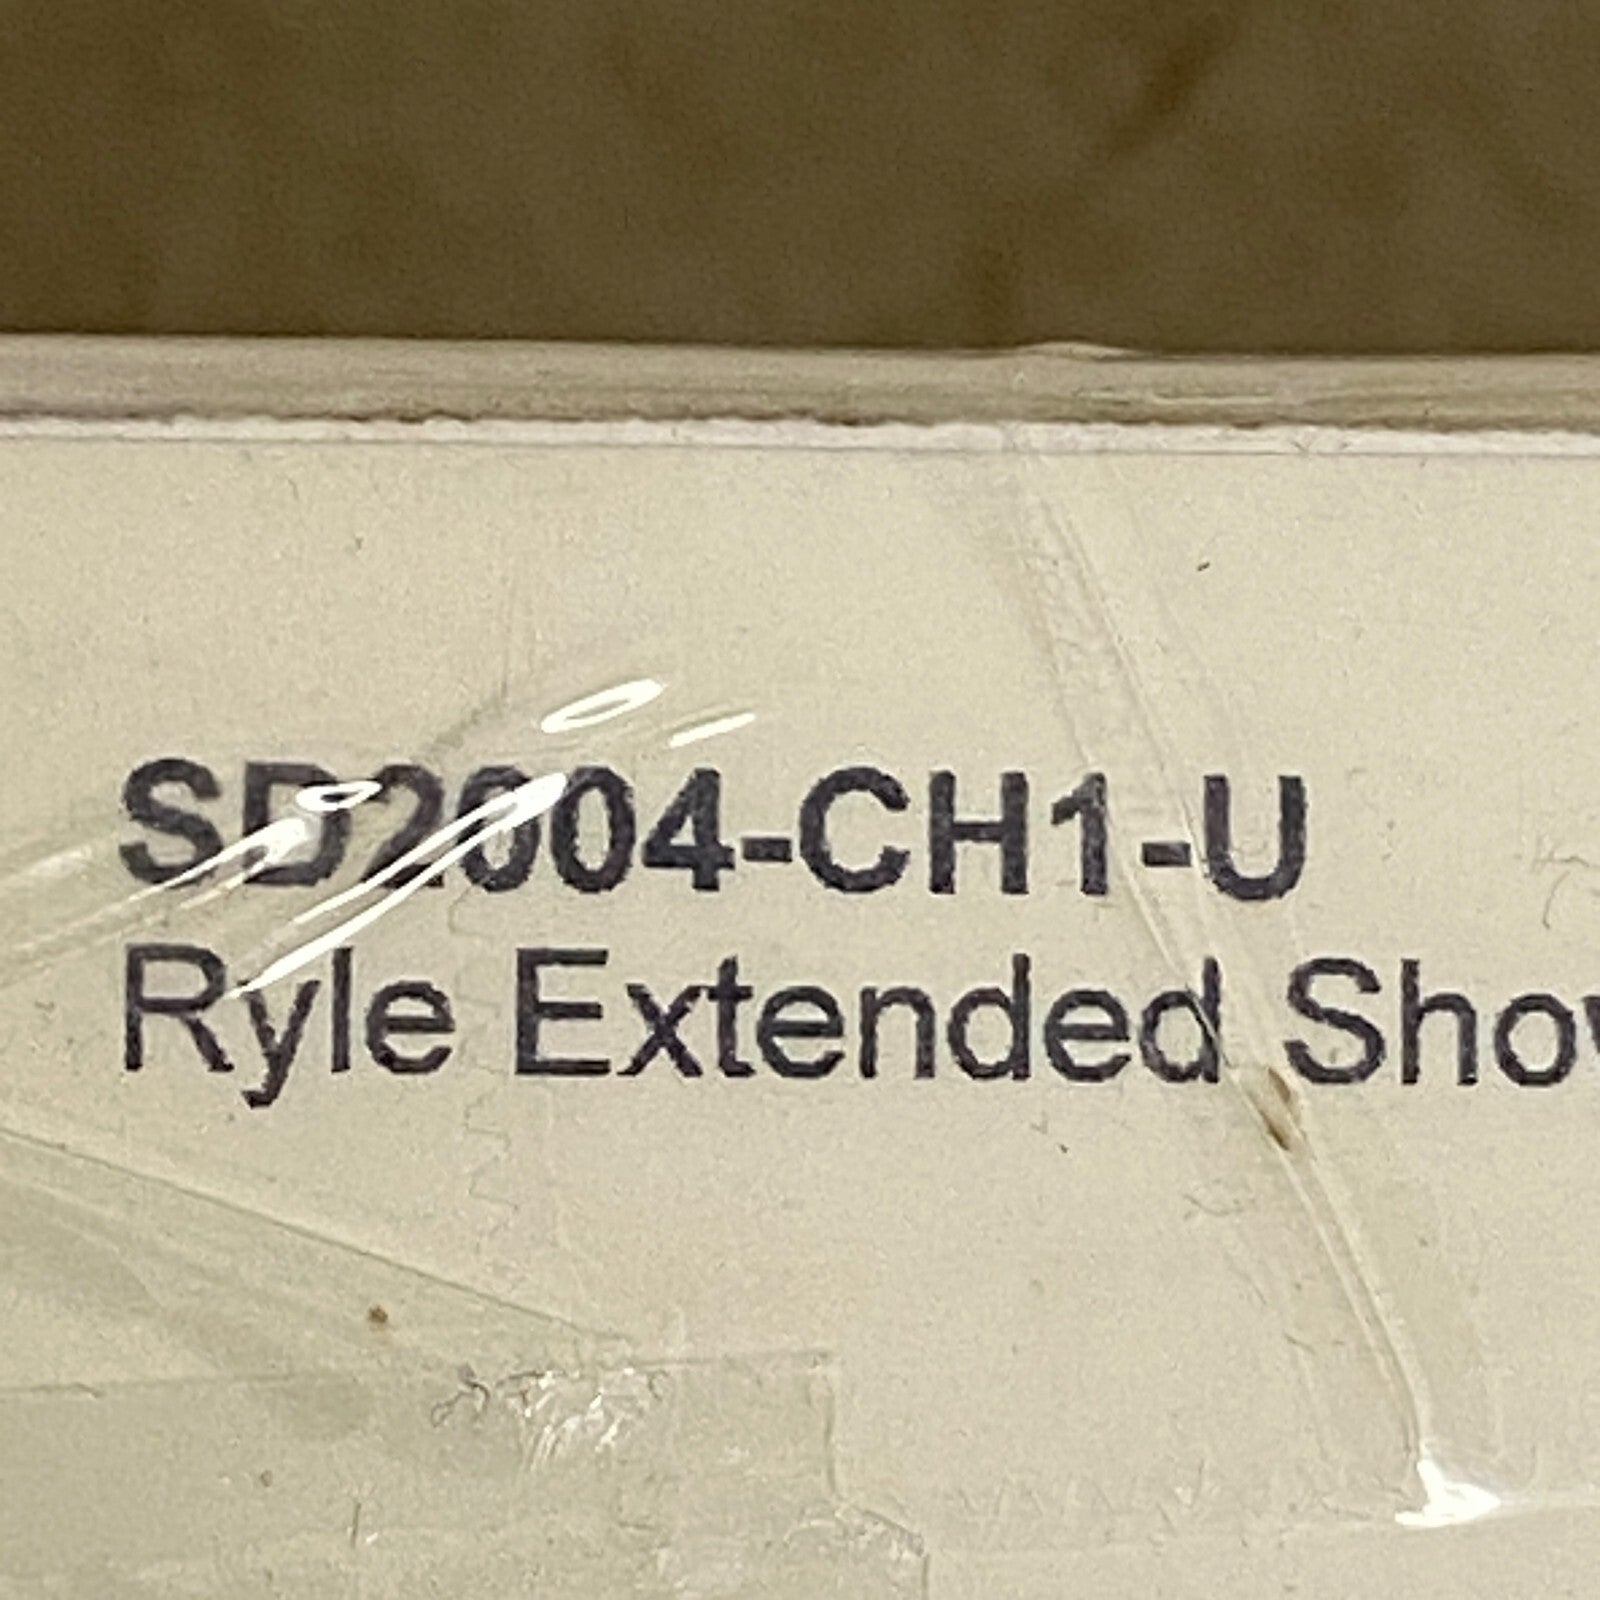 SD2004-CH1-U
Ryle Extended